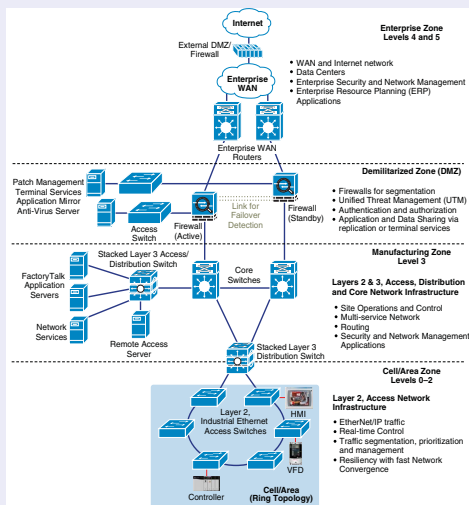 Internet
External DMZ/
Firewall
Enterprise
WAN
Enterprise WAN
Routers
Enterprise Zone
Levels 4 and 5
• WAN and Internet network
• Data Centers
• Enterprise Security and Network Management
• Enterprise Resource Planning (ERP)
Applications
Demilitarized Zone (DMZ)
Patch Management
Terminal Services
Application Mirror
Anti-Virus Server
Access
Switch
Firewall
(Active)
Link for
Failover
Detection
Firewall
(Standby)
• Firewalls for segmentation
• Unified Threat Management (UTM)
• Authentication and authorization
• Application and Data Sharing via
replication or terminal services
Manufacturing Zone
Level 3
Stacked Layer 3 Access/
Distribution Switch
FactoryTalk
Application
Servers
Network
Services
Remote Access
Server
Core
Switches
Stacked Layer 3
Distribution Switch
Layers 2 & 3, Access, Distribution
and Core Network Infrastructure
• Site Operations and Control
• Multi-service Network
• Routing
• Security and Network Management
Applications
Cell/Area Zone
Levels 0–2
Layer 2,
Industrial Ethernet
Access Switches
HMI
VFD
Controller
Cell/Area
(Ring Topology)
Layer 2, Access Network
Infrastructure
• EtherNet/IP traffic
• Real-time Control
• Traffic segmentation, prioritization
and management
• Resiliency with fast Network
Convergence